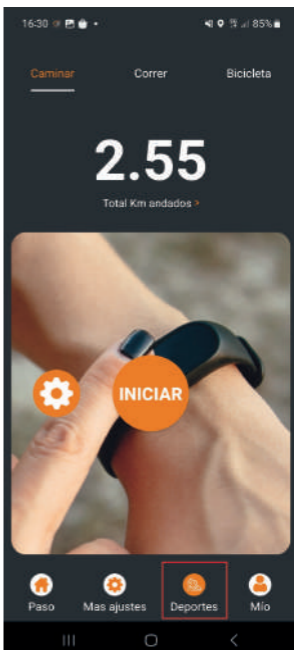 16:30
85%
Caminar Correr Bicicleta
2.55
Total Km andados >
INICIAR
Paso Mas ajustes Deportes Mío